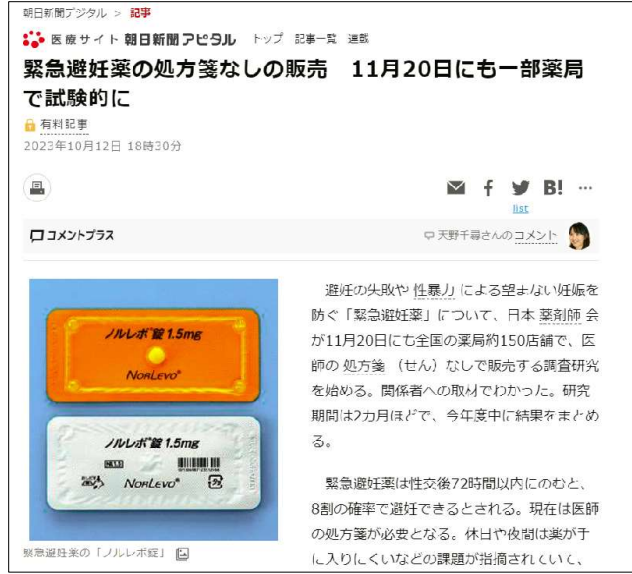 朝日新聞デジタル > 記事
医療サイト 朝日新聞アピタル トップ 記事一覧 連載
緊急避妊薬の処方箋なしの販売 11月20日にも一部薬局
で試験的に
有料記事
2023年10月12日 18時30分
B! …
list
コメントプラス
天野千尋さんのコメント
避妊の失敗や 性暴力 による望まない妊娠を
防ぐ「緊急避妊薬」について、日本 薬剤師 会
が11月20日にも全国の薬局約150店舗で、医
師の 処方箋 (せん)なしで販売する調査研究
を始める。関係者への取材でわかった。研究
期間は2カ月ほどで、今年度中に結果をまとめ
る。
ノルレボ錠 1.5mg
NORLEVO
ノルレボ錠 1.5mg
NORLEVO
緊急避妊薬は性交後72時間以内にのむと、
8割の確率で避妊できるとされる。現在は医師
の処方箋が必要となる。休日や夜間は薬が手
に入りにくいなどの課題が指摘されていて、
緊急避妊薬の「ノルレボ錠」